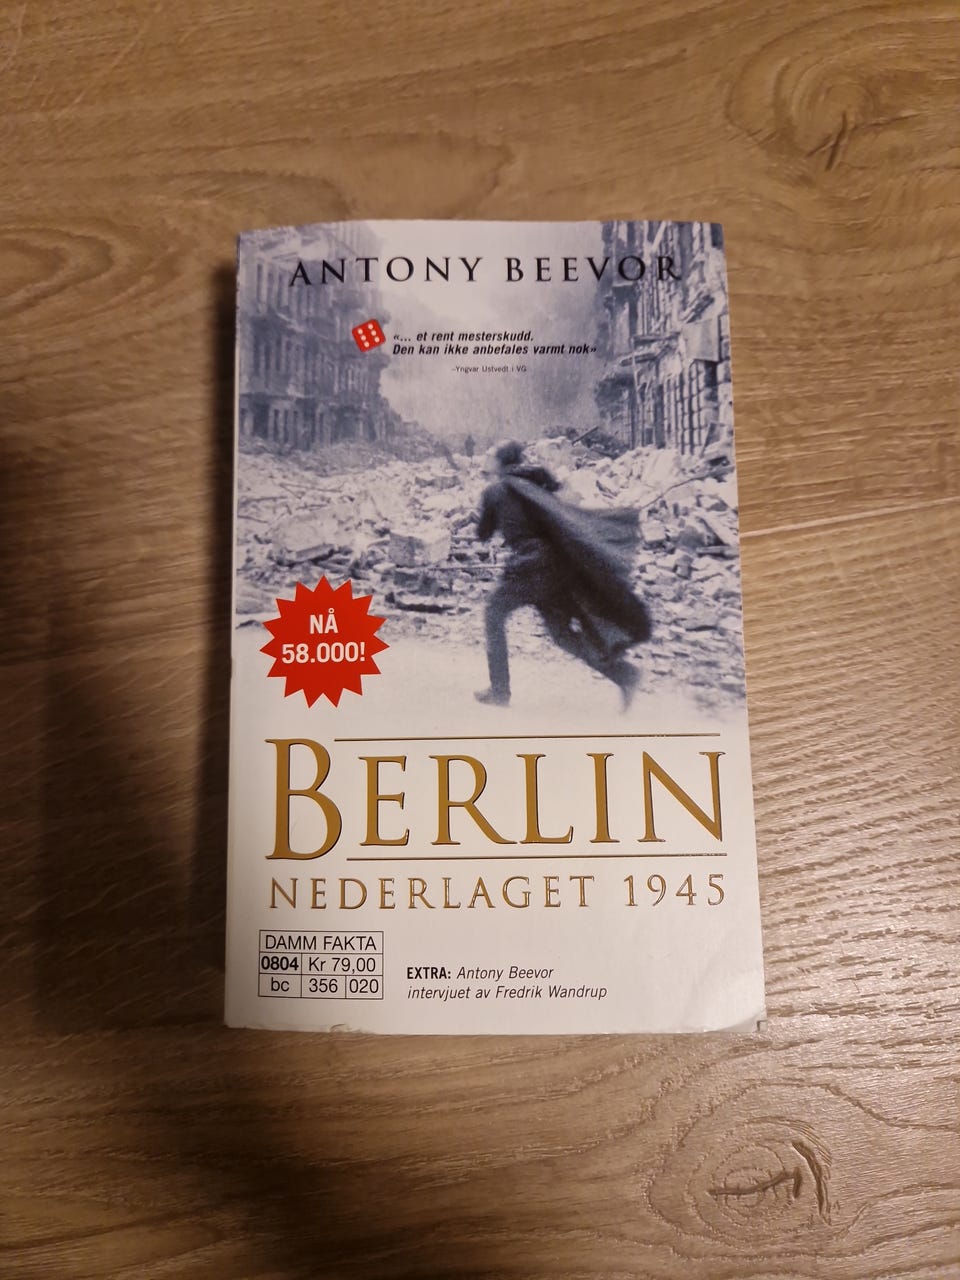 ANTONY BEEVOR
«... et rent mesterskudd.
Den kan ikke anbefales varmt nok»
–Yngvar Ustvedt i VG
NÅ
58.000!
BERLIN
NEDERLAGET 1945
DAMM FAKTA
0804 Kr 79,00
bc 356 020
EXTRA: Antony Beevor
intervjuet av Fredrik Wandrup